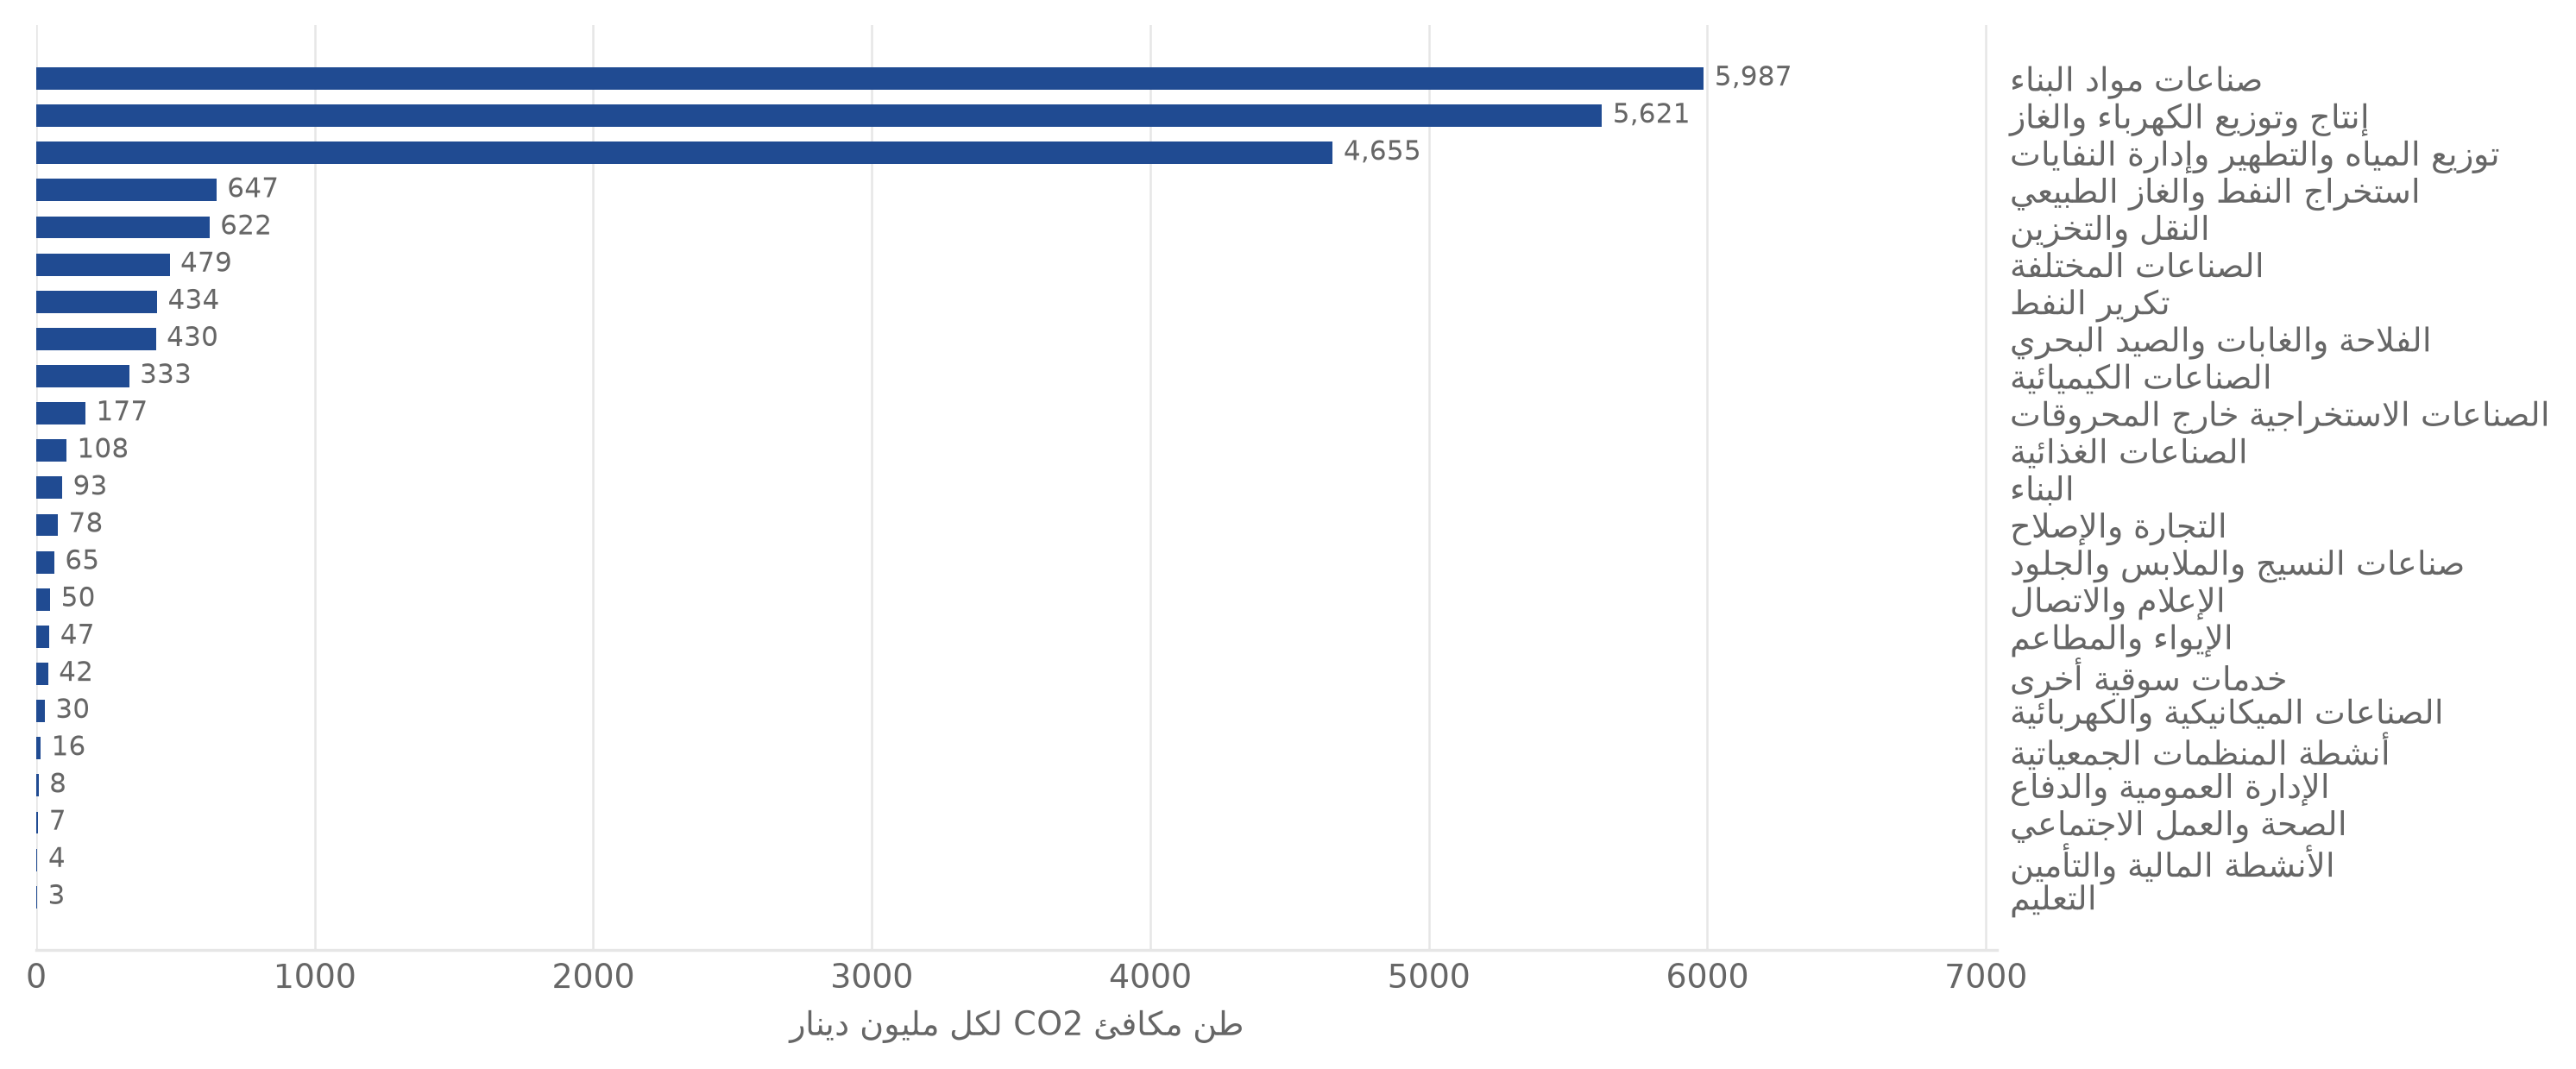 صناعات مواد البناء 5,987
إنتاج وتوزيع الكهرباء والغاز 5,621
توزيع المياه والتطهير وإدارة النفايات 4,655
استخراج النفط والغاز الطبيعي 647
النقل والتخزين 622
الصناعات المختلفة 479
تكرير النفط 434
الفلاحة والغابات والصيد البحري 430
الصناعات الكيميائية 333
الصناعات الاستخراجية خارج المحروقات 177
الصناعات الغذائية 108
البناء 93
التجارة والإصلاح 78
صناعات النسيج والملابس والجلود 65
الإعلام والاتصال 50
الإيواء والمطاعم 47
خدمات سوقية أخرى 42
الصناعات الميكانيكية والكهربائية 30
أنشطة المنظمات الجمعياتية 16
الإدارة العمومية والدفاع 8
الصحة والعمل الاجتماعي 7
الأنشطة المالية والتأمين 4
التعليم 3
0 1000 2000 3000 4000 5000 6000 7000
طن مكافئ CO2 لكل مليون دينار